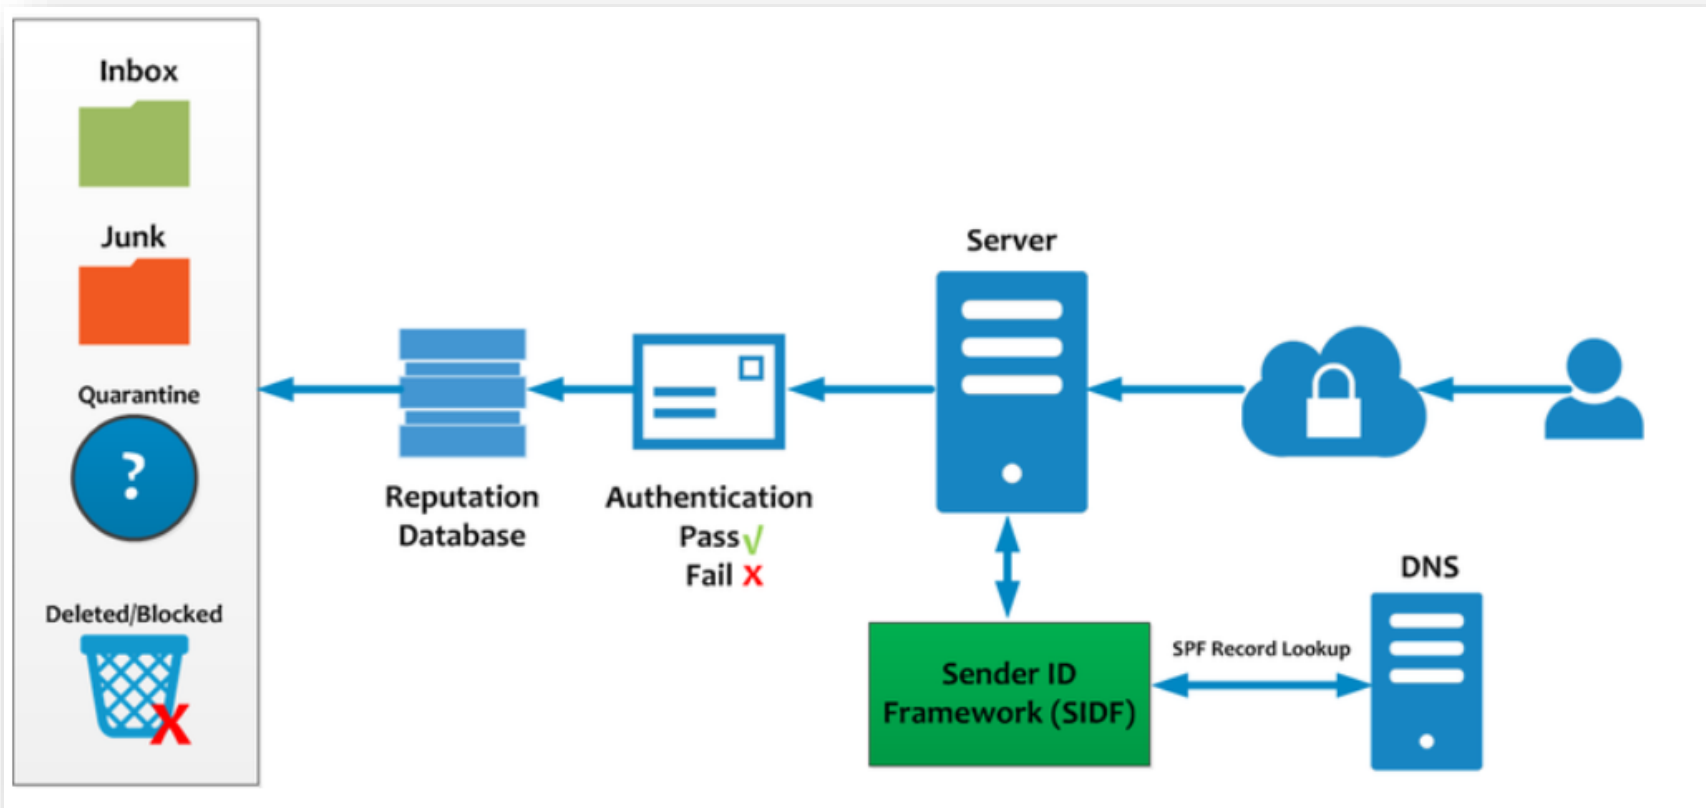 Inbox
Junk
Quarantine
?
Deleted/Blocked
X
Reputation
Database
Authentication
Pass √
Fail x
Server
Sender ID
Framework (SIDF)
SPF Record Lookup
DNS